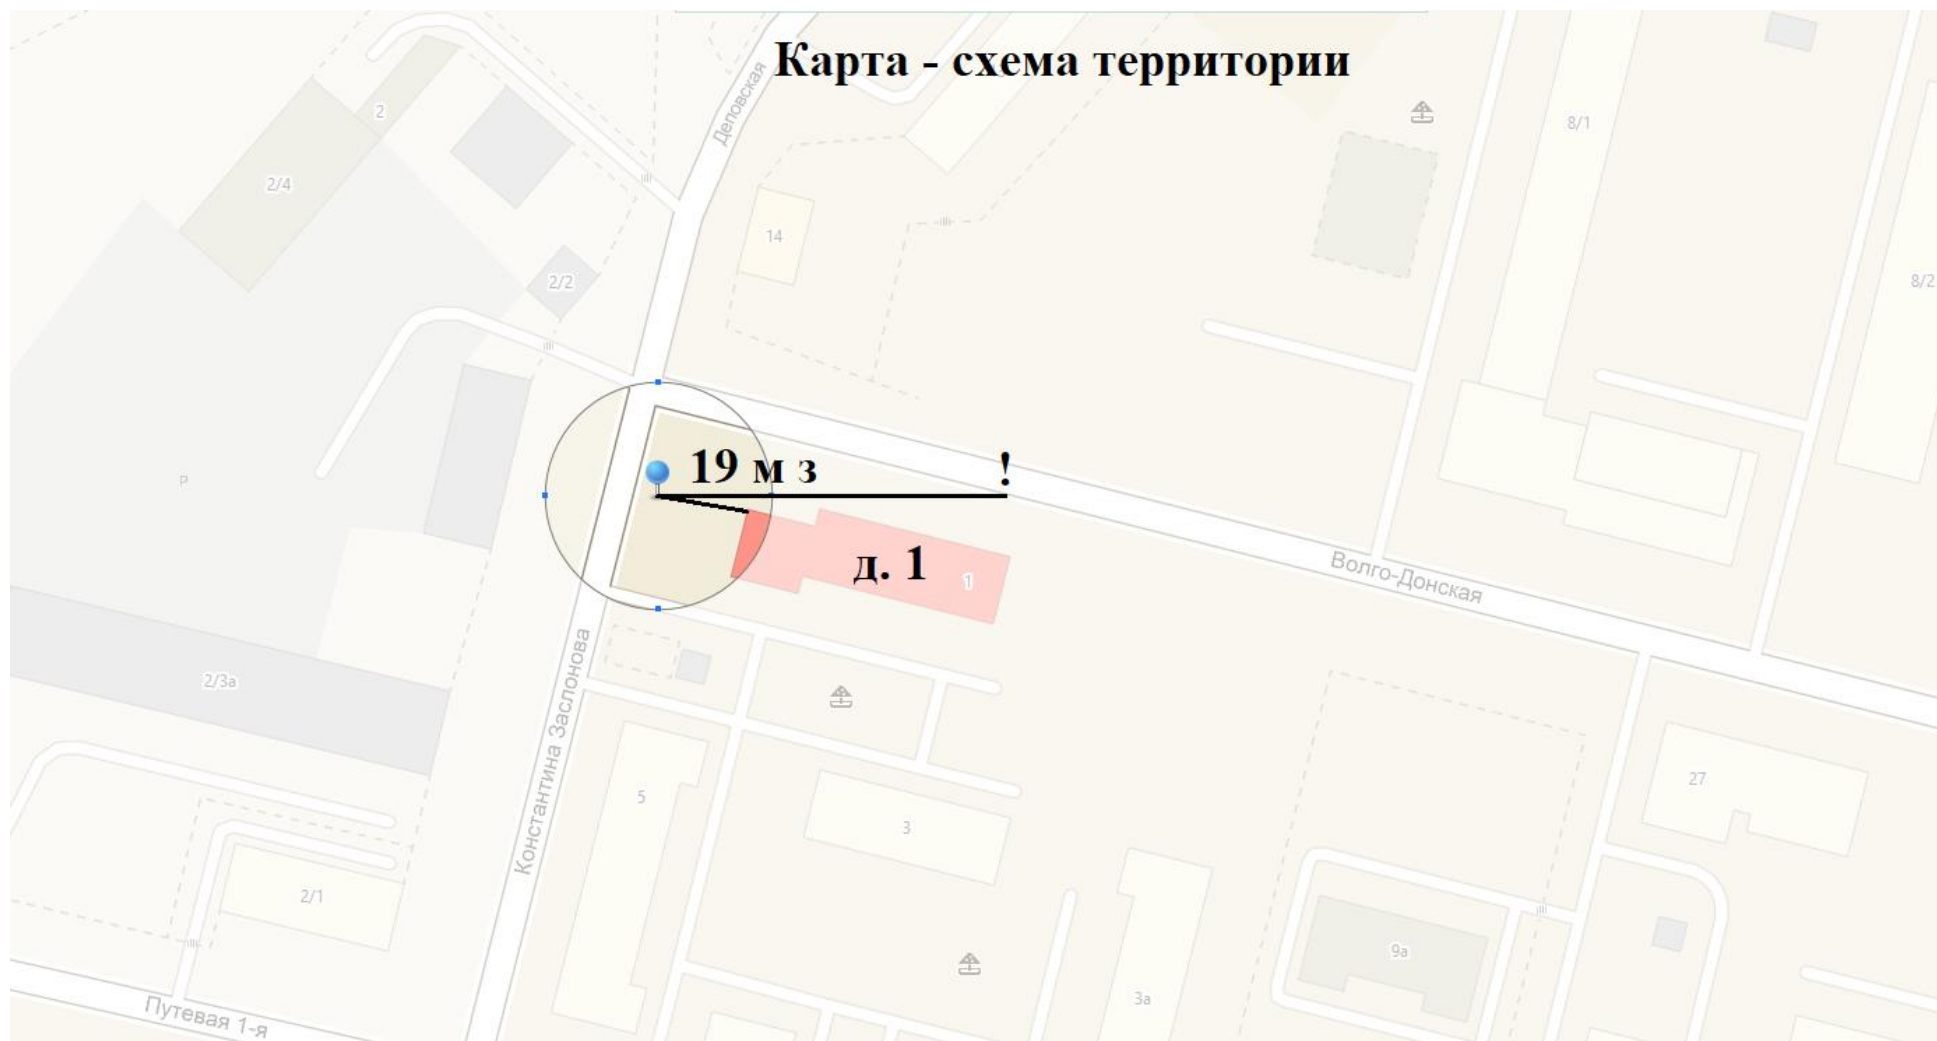 Карта - схема территории
Деповская
2
2/4
8/1
14
2/2
8/2
P
19 м з
!
д. 1
1
Волго-Донская
Константина Заслонова
2/3а
5
3
27
2/1
9а
3а
Путевая 1-я